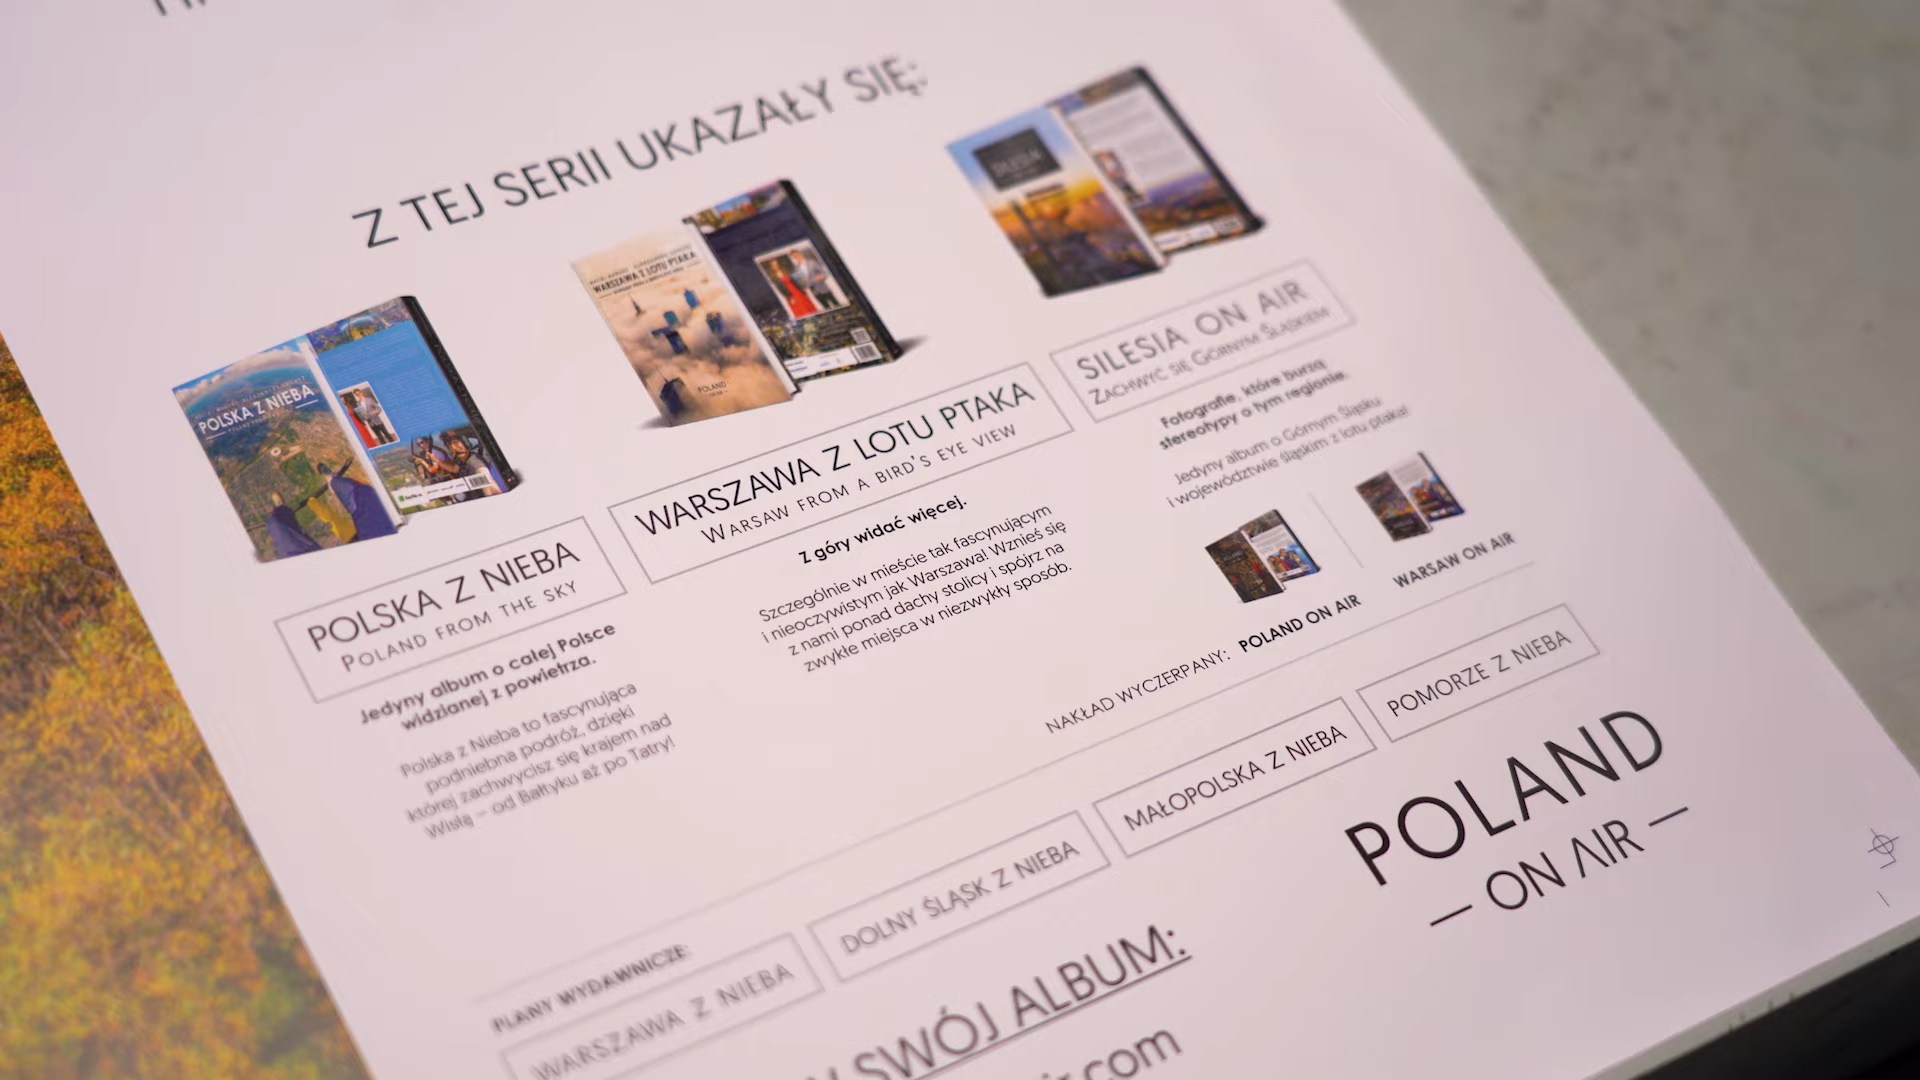 Z TEJ SERII UKAZAŁY SIĘ:
POLSKA Z NIEBA
WARSZAWA Z LOTU PTAKA
POLAND
POLSKA Z NIEBA
POLAND FROM THE SKY
Jedyny album o całej Polsce
widzianej z powietrza.
Polska z Nieba to fascynująca
podniebna podróż, dzięki
której zachwycisz się krajem nad
Wisłą – od Bałtyku aż po Tatry!
WARSZAWA Z LOTU PTAKA
WARSAW FROM A BIRD'S EYE VIEW
Z góry widać więcej.
Szczególnie w mieście tak fascynującym
i nieoczywistym jak Warszawa! Wznieś się
z nami ponad dachy stolicy i spójrz na
zwykłe miejsca w niezwykły sposób.
SILESIA ON AIR
ZACHWYĆ SIĘ GÓRNYM ŚLĄSKIEM
Fotografie, które burzą
stereotypy o tym regionie.
Jedyny album o Górnym Śląsku
i województwie śląskim z lotu ptaka!
NAKŁAD WYCZERPANY: POLAND ON AIR
WARSAW ON AIR
PLANY WYDAWNICZE:
WARSZAWA Z NIEBA
DOLNY ŚLĄSK Z NIEBA
MAŁOPOLSKA Z NIEBA
POMORZE Z NIEBA
POLAND
— ON AIR —
SWÓJ ALBUM:
.com